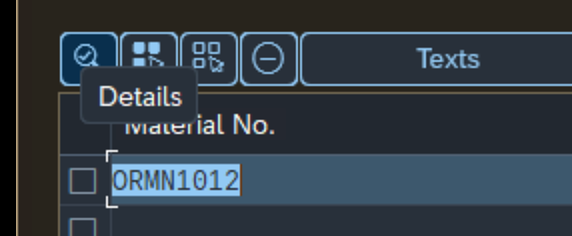 Texts
Details
Material No.
ORMN1012